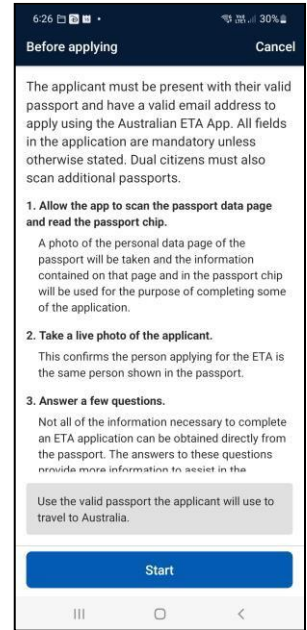 6:26
30%
Before applying
Cancel
The applicant must be present with their valid
passport and have a valid email address to
apply using the Australian ETA App. All fields
in the application are mandatory unless
otherwise stated. Dual citizens must also
scan additional passports.
1. Allow the app to scan the passport data page
and read the passport chip.
A photo of the personal data page of the
passport will be taken and the information
contained on that page and in the passport chip
will be used for the purpose of completing some
of the application.
2. Take a live photo of the applicant.
This confirms the person applying for the ETA is
the same person shown in the passport.
3. Answer a few questions.
Not all of the information necessary to complete
an ETA application can be obtained directly from
the passport. The answers to these questions
provide more information to assist in the
Use the valid passport the applicant will use to
travel to Australia.
Start